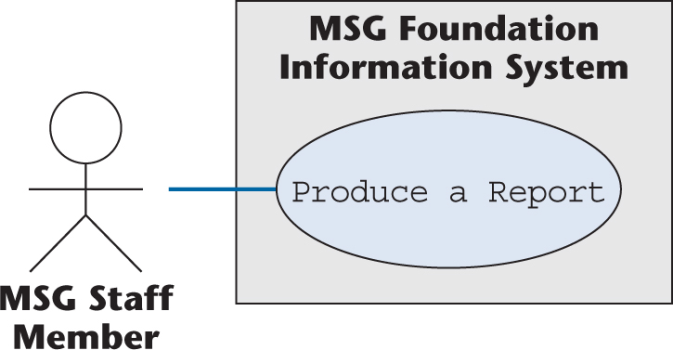 MSG Foundation
Information System
Produce a Report
MSG Staff
Member